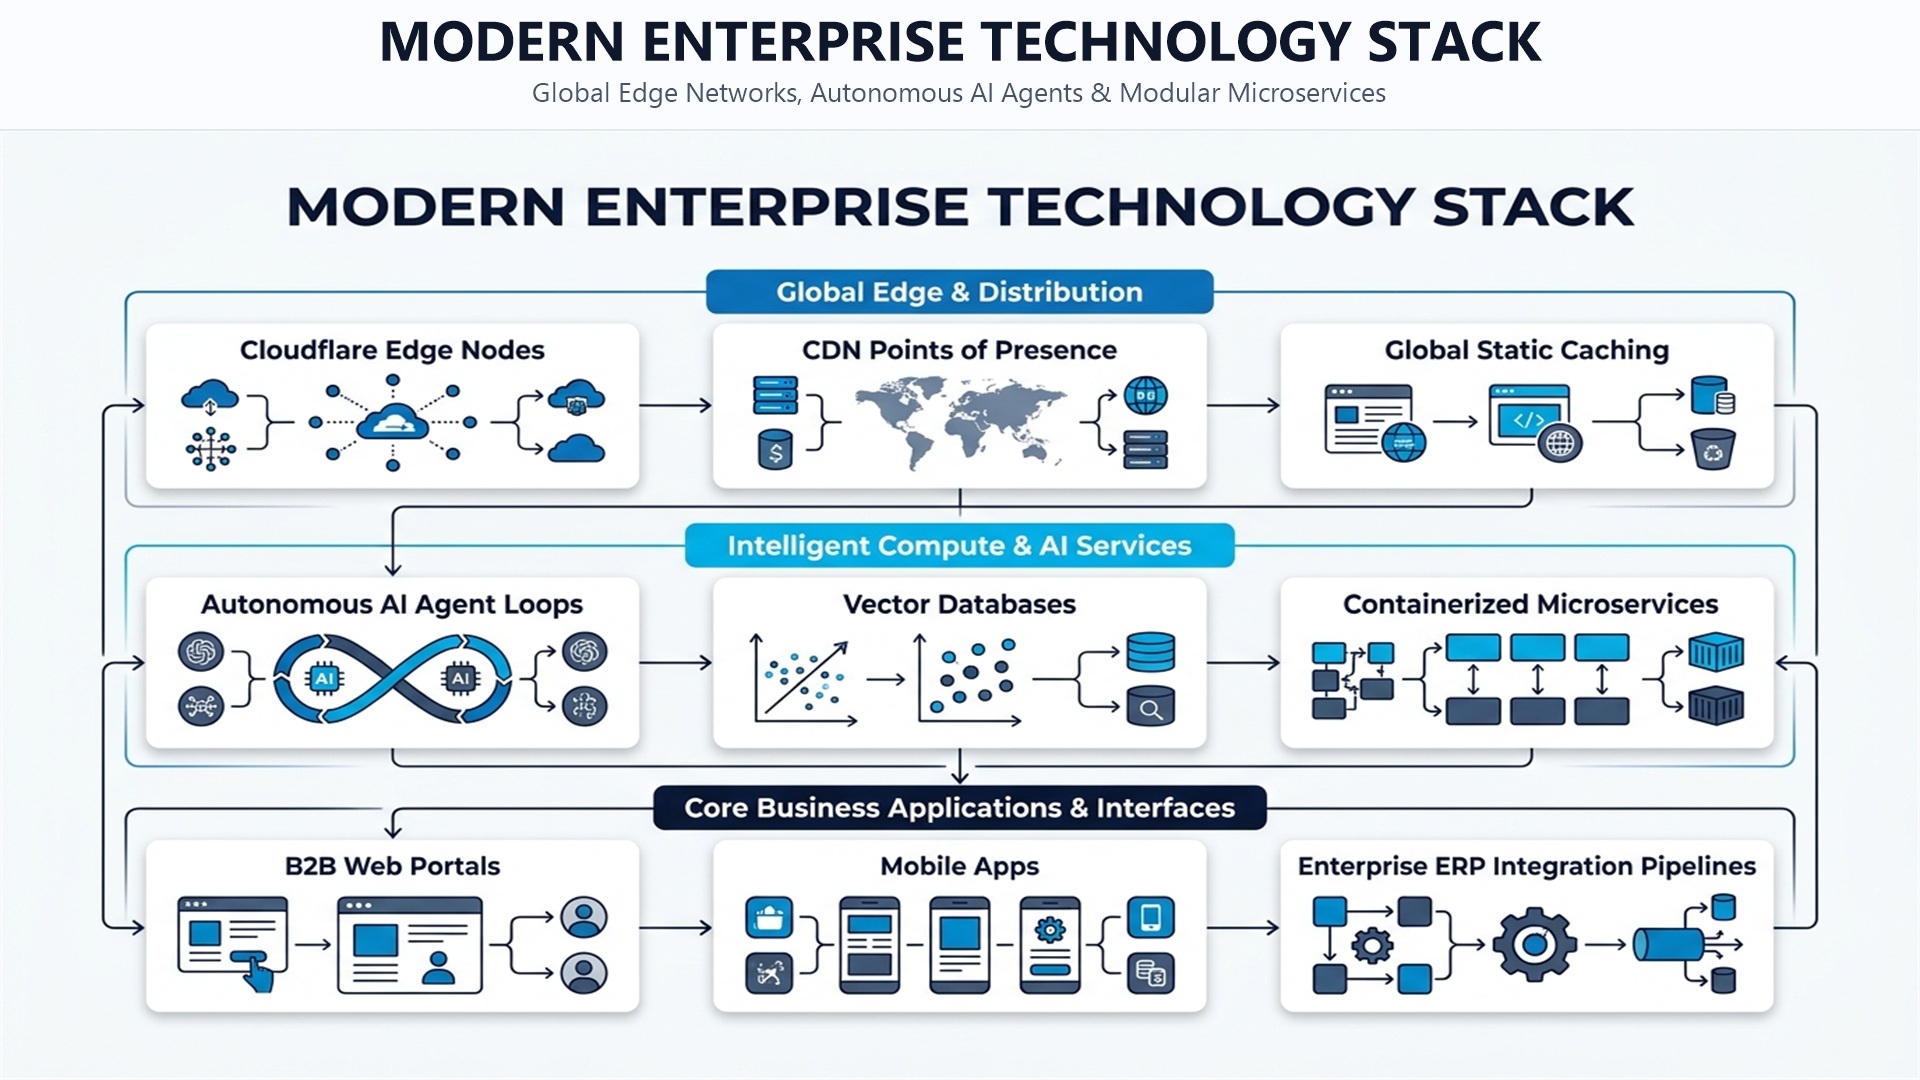 MODERN ENTERPRISE TECHNOLOGY STACK
Global Edge Networks, Autonomous AI Agents & Modular Microservices
MODERN ENTERPRISE TECHNOLOGY STACK
Global Edge & Distribution
Cloudflare Edge Nodes
CDN Points of Presence
Global Static Caching
$
</>
Intelligent Compute & AI Services
Autonomous AI Agent Loops
Vector Databases
Containerized Microservices
AI
AI
Core Business Applications & Interfaces
B2B Web Portals
Mobile Apps
Enterprise ERP Integration Pipelines